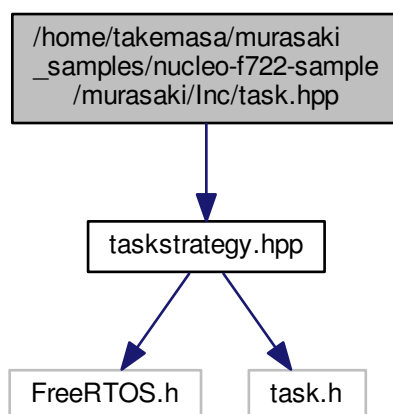 /home/takemasa/murasaki
_samples/nucleo-f722-sample
/murasaki/Inc/task.hpp
taskstrategy.hpp
FreeRTOS.h
task.h